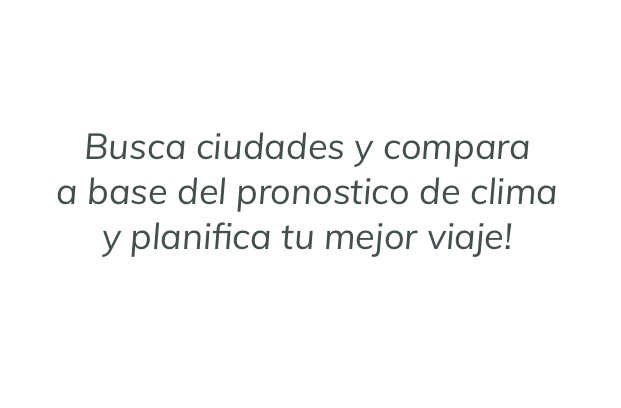 Busca ciudades y compara
a base del pronostico de clima
y planifica tu mejor viaje!